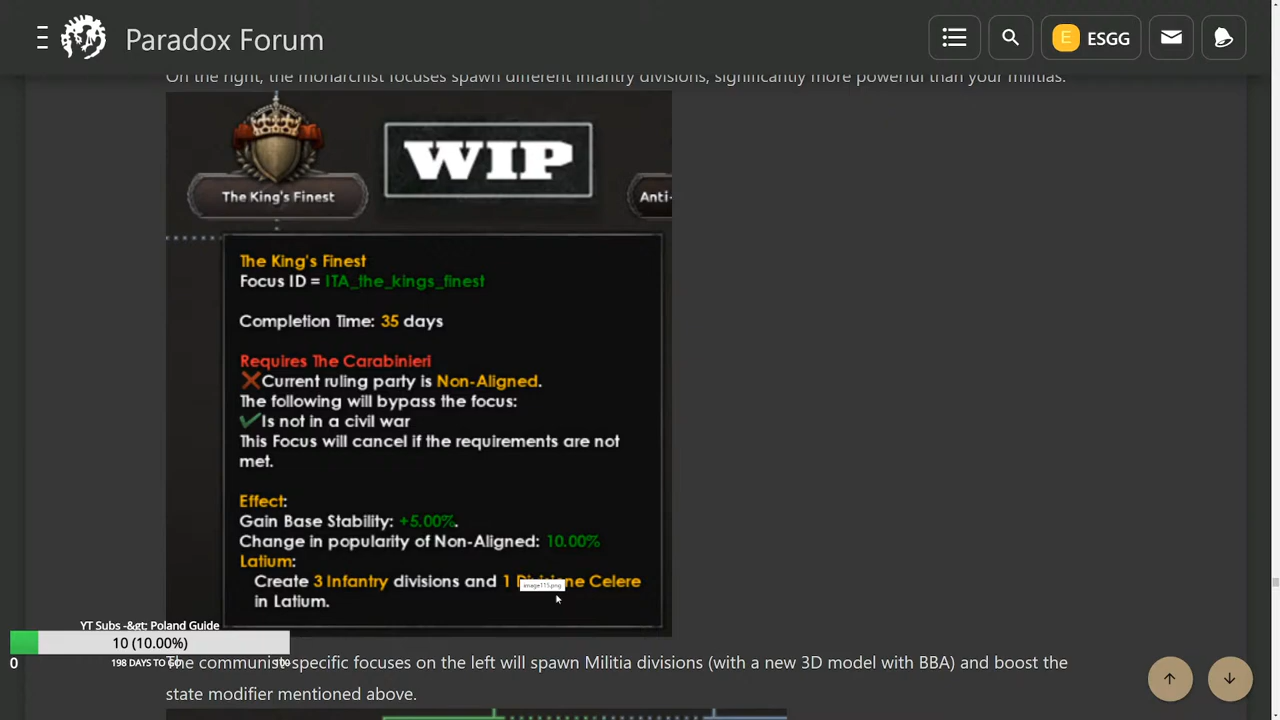 Paradox Forum
E ESGG
On the right, the monarchist focuses spawn different infantry divisions, significantly more powerful than your militias.
The King's Finest
WIP
Anti-
The King's Finest
Focus ID = ITA_the_kings_finest
Completion Time: 35 days
Requires The Carabinieri
Current ruling party is Non-Aligned.
The following will bypass the focus:
Is not in a civil war
This Focus will cancel if the requirements are not
met.
Effect:
Gain Base Stability: +5.00%.
Change in popularity of Non-Aligned: 10.00%
Latium:
Create 3 Infantry divisions and 1 Divisione Celere
image115.png
in Latium.
YT Subs -&gt; Poland Guide
10 (10.00%)
0
198 DAYS TO GO
100
The communist-specific focuses on the left will spawn Militia divisions (with a new 3D model with BBA) and boost the
state modifier mentioned above.